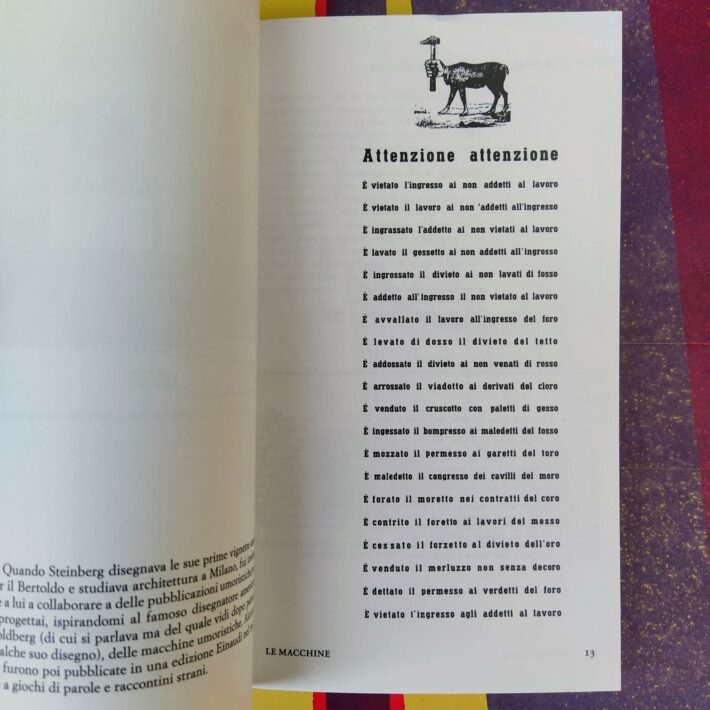 Quando Steinberg disegnava le sue prime vignette
il Bertoldo e studiava architettura a Milano, fui
e a lui a collaborare a delle pubblicazioni umoristiche
progettai, ispirandomi al famoso disegnatore
oldberg (di cui si parlava ma del quale vidi dopo
alche suo disegno), delle macchine umoristiche.
furono poi pubblicate in una edizione Einaudi
e a giochi di parole e raccontini strani.
Attenzione attenzione
È vietato l'ingresso ai non addetti al lavoro
È vietato il lavoro ai non 'addetti all'ingresso
È ingrassato l'addetto ai non vietati al lavoro
È lavato il gessetto ai non addetti all'ingrosso
È ingrossato il divieto ai non lavati di fosso
È addetto all'ingresso il non vietato al lavoro
È avvallato il lavoro all'ingresso del foro
È levato di dosso il divieto del tetto
È addossato il divieto ai non venati di rosso
È arrossato il viadotto ai derivati del cloro
È venduto il cruscotto con paletti di gesso
È ingessato il bompresso ai maledetti del fosso
È mozzato il permesso ai garetti del toro
È maledetto il congresso dei cavilli del moro
È forato il moretto nei contratti del coro
È contrito il foretto ai lavori del messo
È cessato il forzetto al divieto dell'oro
È venduto il merluzzo non senza decoro
È dettato il permesso ai verdetti del foro
È vietato l'ingresso agli addetti al lavoro
LE MACCHINE 13